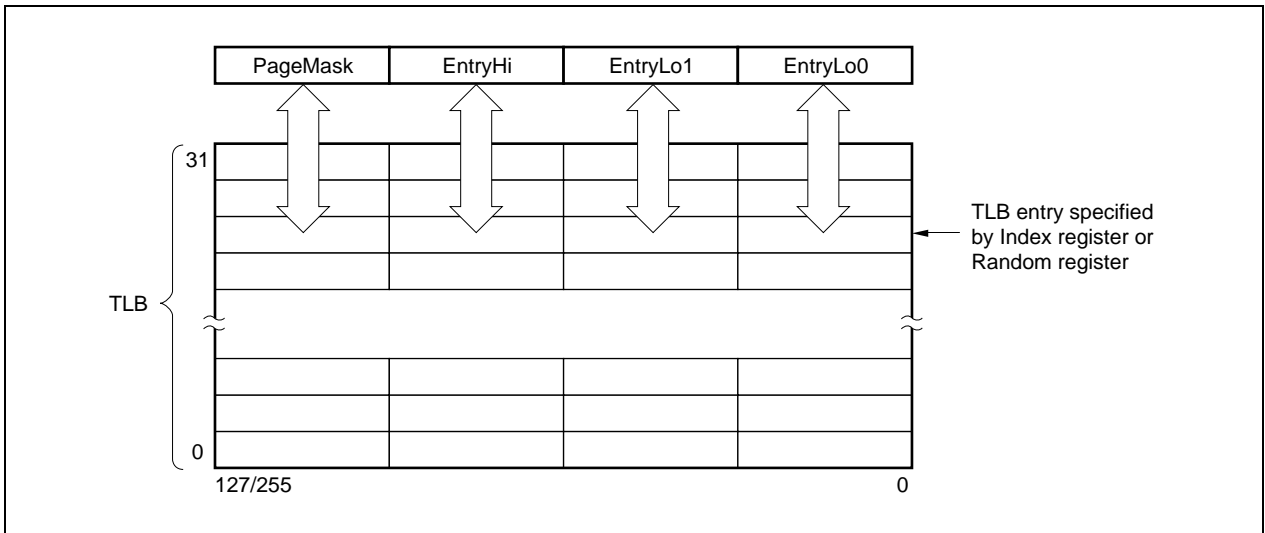 PageMask EntryHi EntryLo1 EntryLo0
31
TLB entry specified
by Index register or
Random register
TLB
0
127/255 0